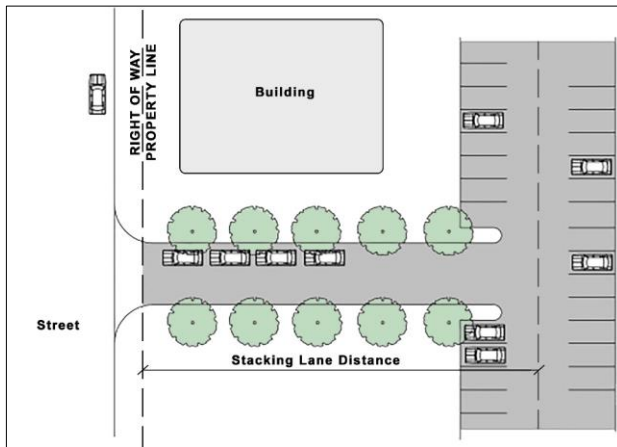 RIGHT OF WAY
PROPERTY LINE
Building
Street
Stacking Lane Distance